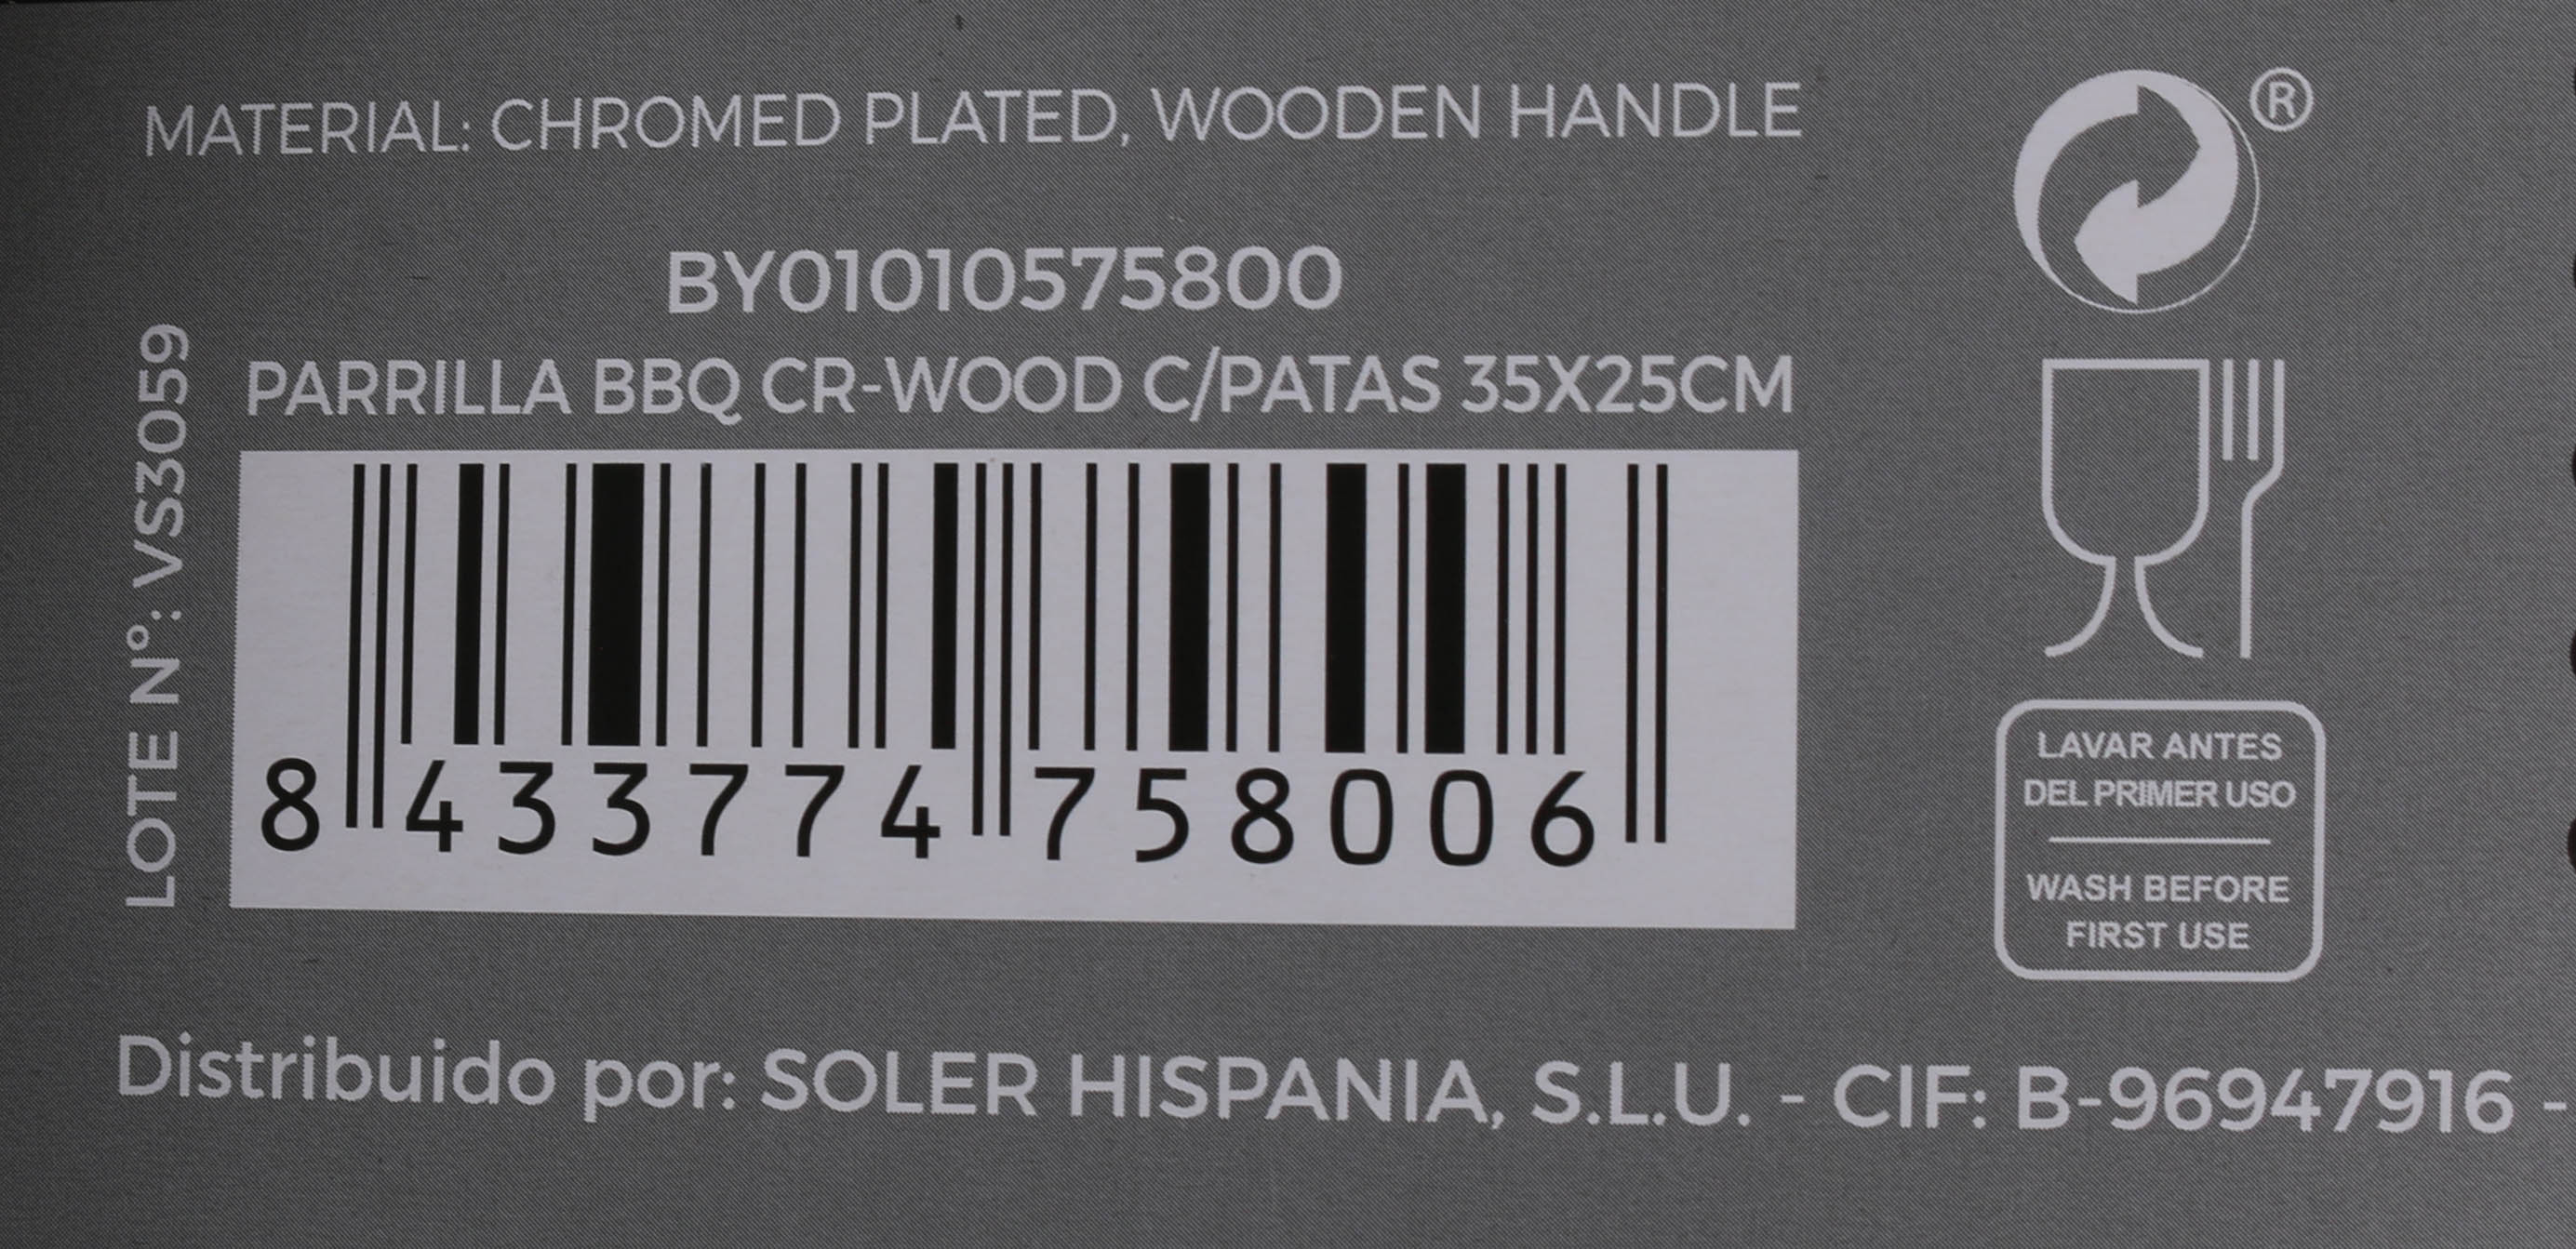 MATERIAL: CHROMED PLATED, WOODEN HANDLE
®
BY01010575800
PARRILLA BBQ CR-WOOD C/PATAS 35X25CM
LOTE Nº: VS3059
8 433774 758006
LAVAR ANTES
DEL PRIMER USO
WASH BEFORE
FIRST USE
Distribuido por: SOLER HISPANIA, S.L.U. - CIF: B-96947916 -